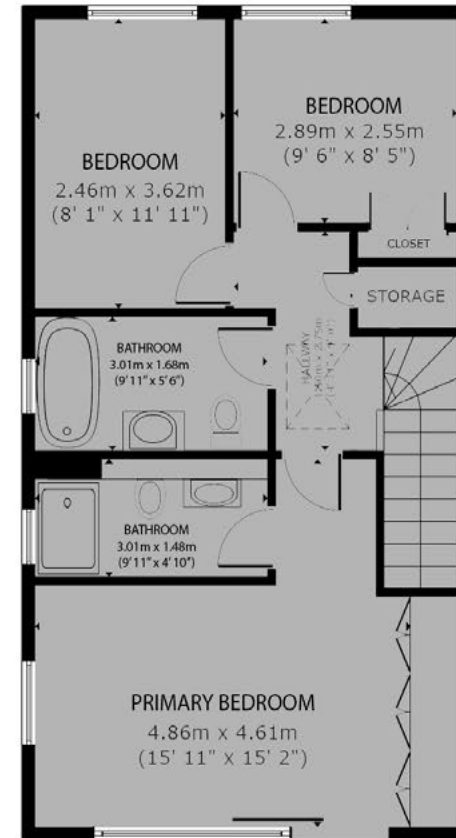 BEDROOM
2.46m x 3.62m
(8' 1" x 11' 11")
BEDROOM
2.89m x 2.55m
(9' 6" x 8' 5")
CLOSET
STORAGE
HALLWAY
BATHROOM
3.01m x 1.68m
(9'11" x 5'6")
BATHROOM
3.01m x 1.48m
(9'11" x 4'10")
PRIMARY BEDROOM
4.86m x 4.61m
(15' 11" x 15' 2")